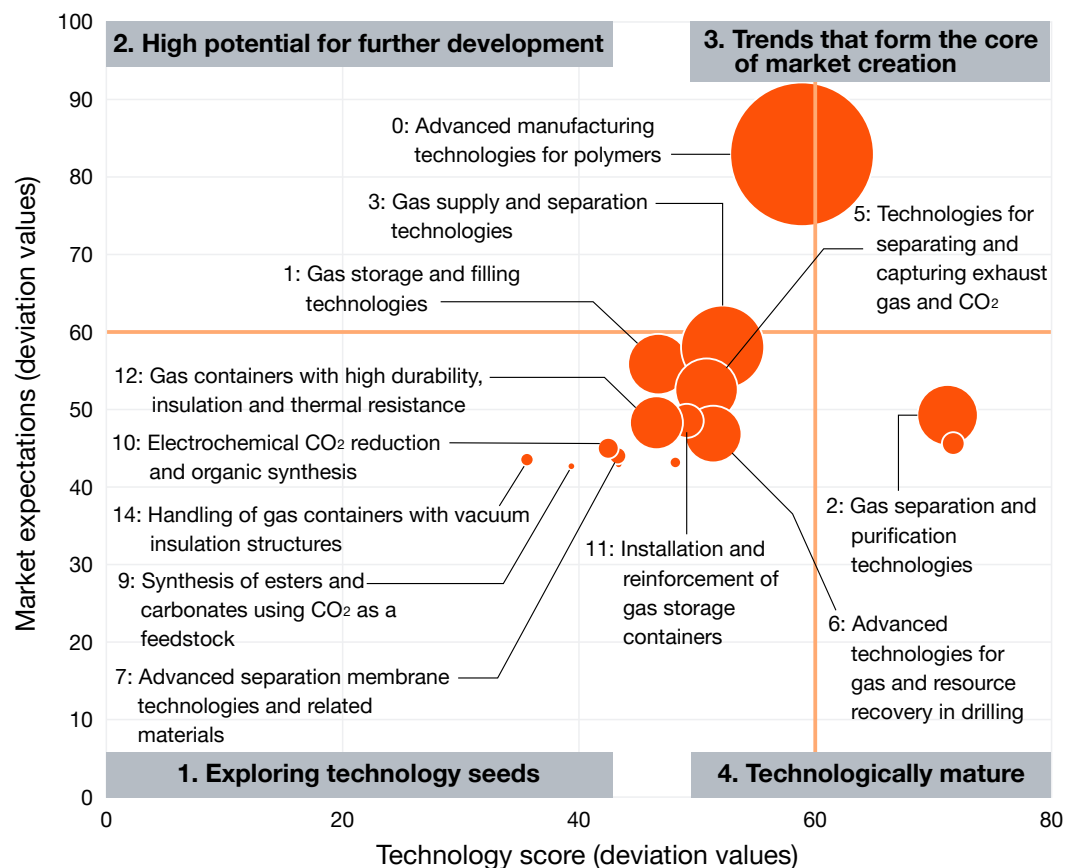 2. High potential for further development
3. Trends that form the core
of market creation
100
90
80
70
60
50
40
30
20
10
0
Market expectations (deviation values)
0: Advanced manufacturing
technologies for polymers
3: Gas supply and separation
technologies
5: Technologies for
separating and
capturing exhaust
gas and CO2
1: Gas storage and filling
technologies
12: Gas containers with high durability,
insulation and thermal resistance
10: Electrochemical CO2 reduction
and organic synthesis
14: Handling of gas containers with vacuum
insulation structures
9: Synthesis of esters and
carbonates using CO2 as a
feedstock
7: Advanced separation membrane
technologies and related
materials
11: Installation and
reinforcement of
gas storage
containers
2: Gas separation and
purification
technologies
6: Advanced
technologies for
gas and resource
recovery in drilling
1. Exploring technology seeds
4. Technologically mature
0
20
40
60
80
Technology score (deviation values)